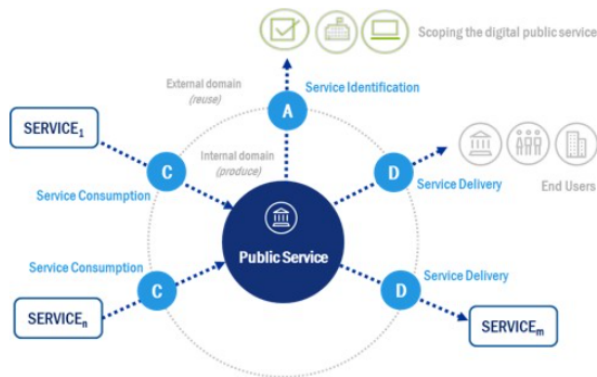 Scoping the digital public service
External domain
(reuse)
Service Identification
A
SERVICE1
Internal domain
(produce)
C
D
Service Consumption
Service Delivery
End Users
Public Service
Service Consumption
Service Delivery
C
D
SERVICEn
SERVICEm